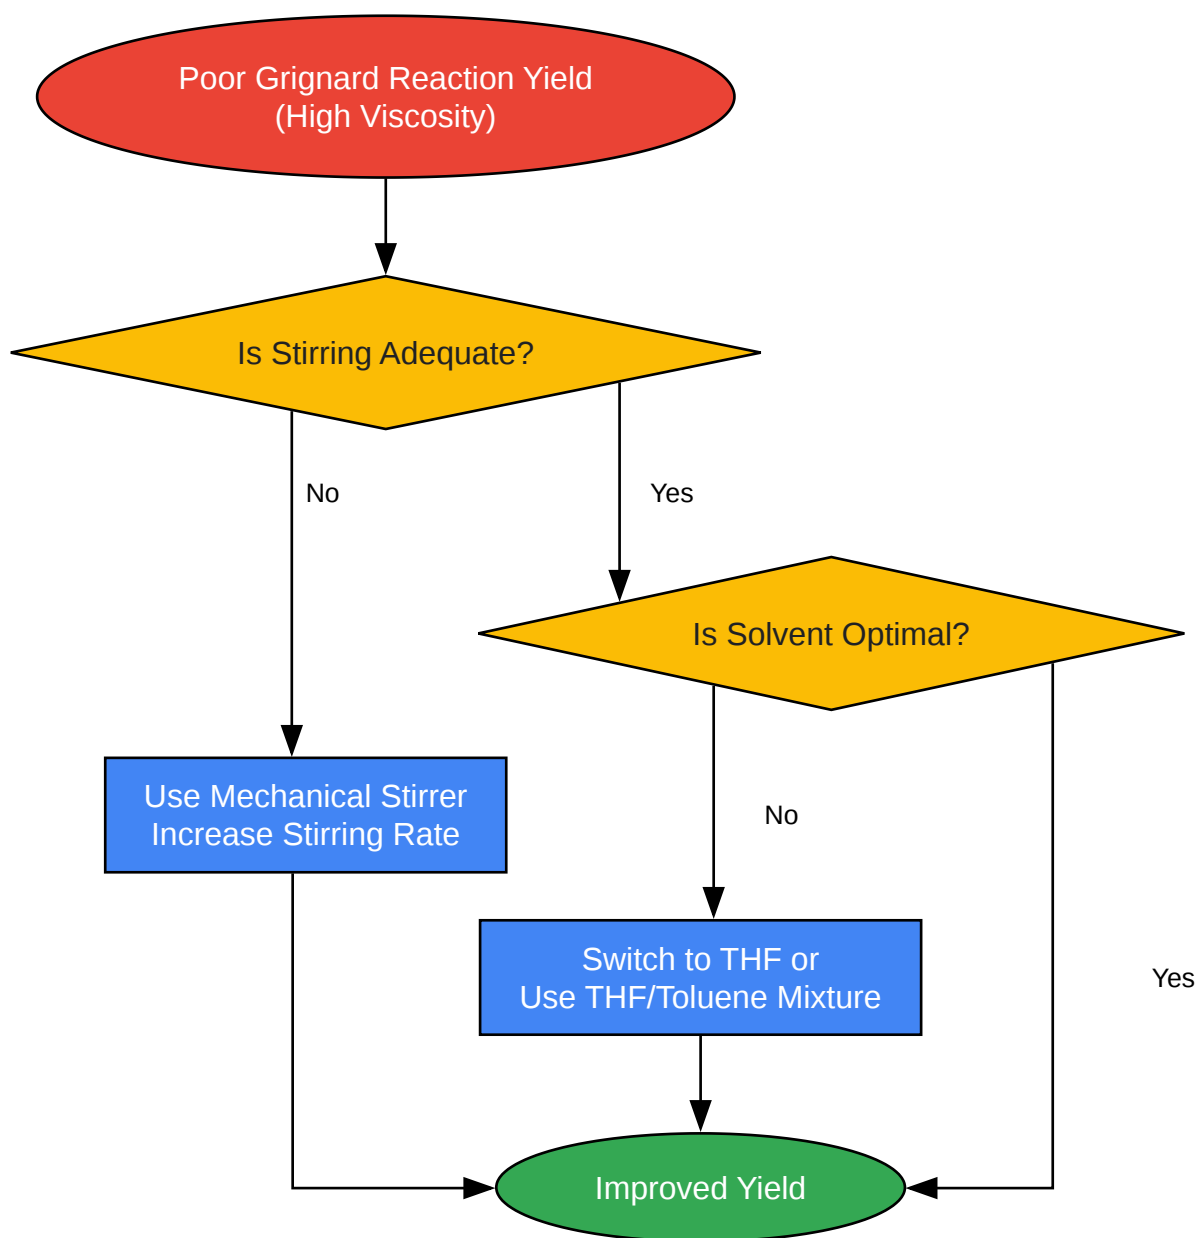 Poor Grignard Reaction Yield
(High Viscosity)
Is Stirring Adequate?
No
Yes
Is Solvent Optimal?
Use Mechanical Stirrer
Increase Stirring Rate
No
Switch to THF or
Use THF/Toluene Mixture
Yes
Improved Yield